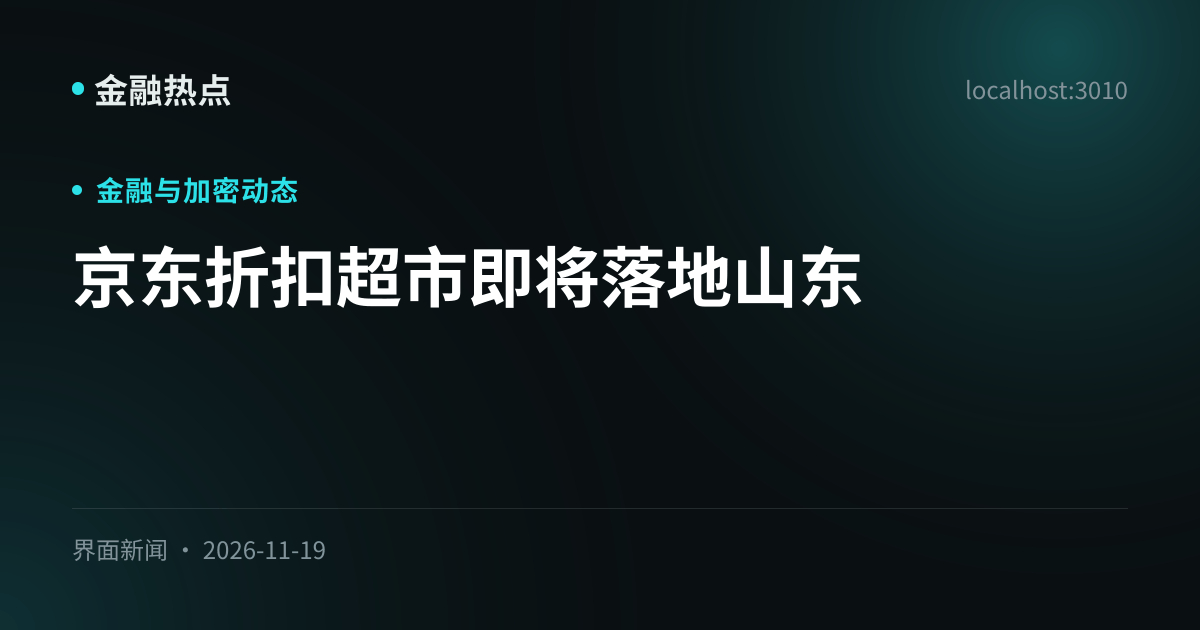 金融热点
localhost:3010
金融与加密动态
京东折扣超市即将落地山东
界面新闻 • 2026-11-19